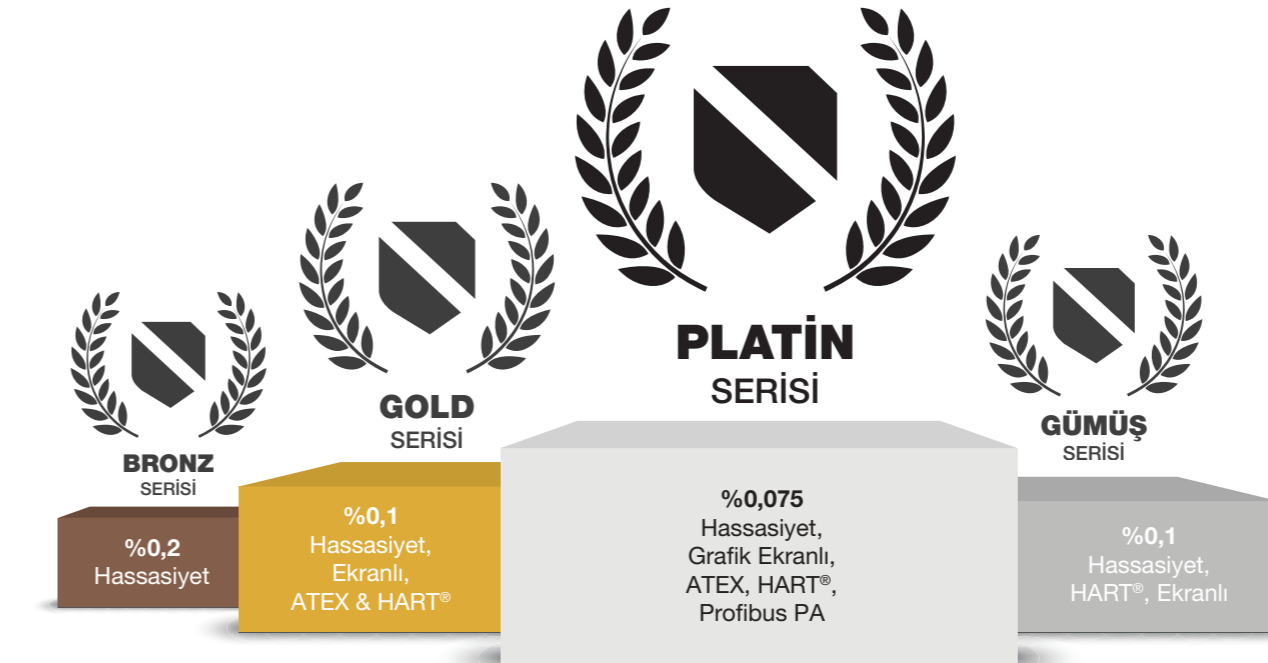 BRONZ
SERİSİ
%0,2
Hassasiyet
GOLD
SERİSİ
%0,1
Hassasiyet,
Ekranlı,
ATEX & HART®
PLATİN
SERİSİ
%0,075
Hassasiyet,
Grafik Ekranlı,
ATEX, HART®,
Profibus PA
GÜMÜŞ
SERİSİ
%0,1
Hassasiyet,
HART®, Ekranlı